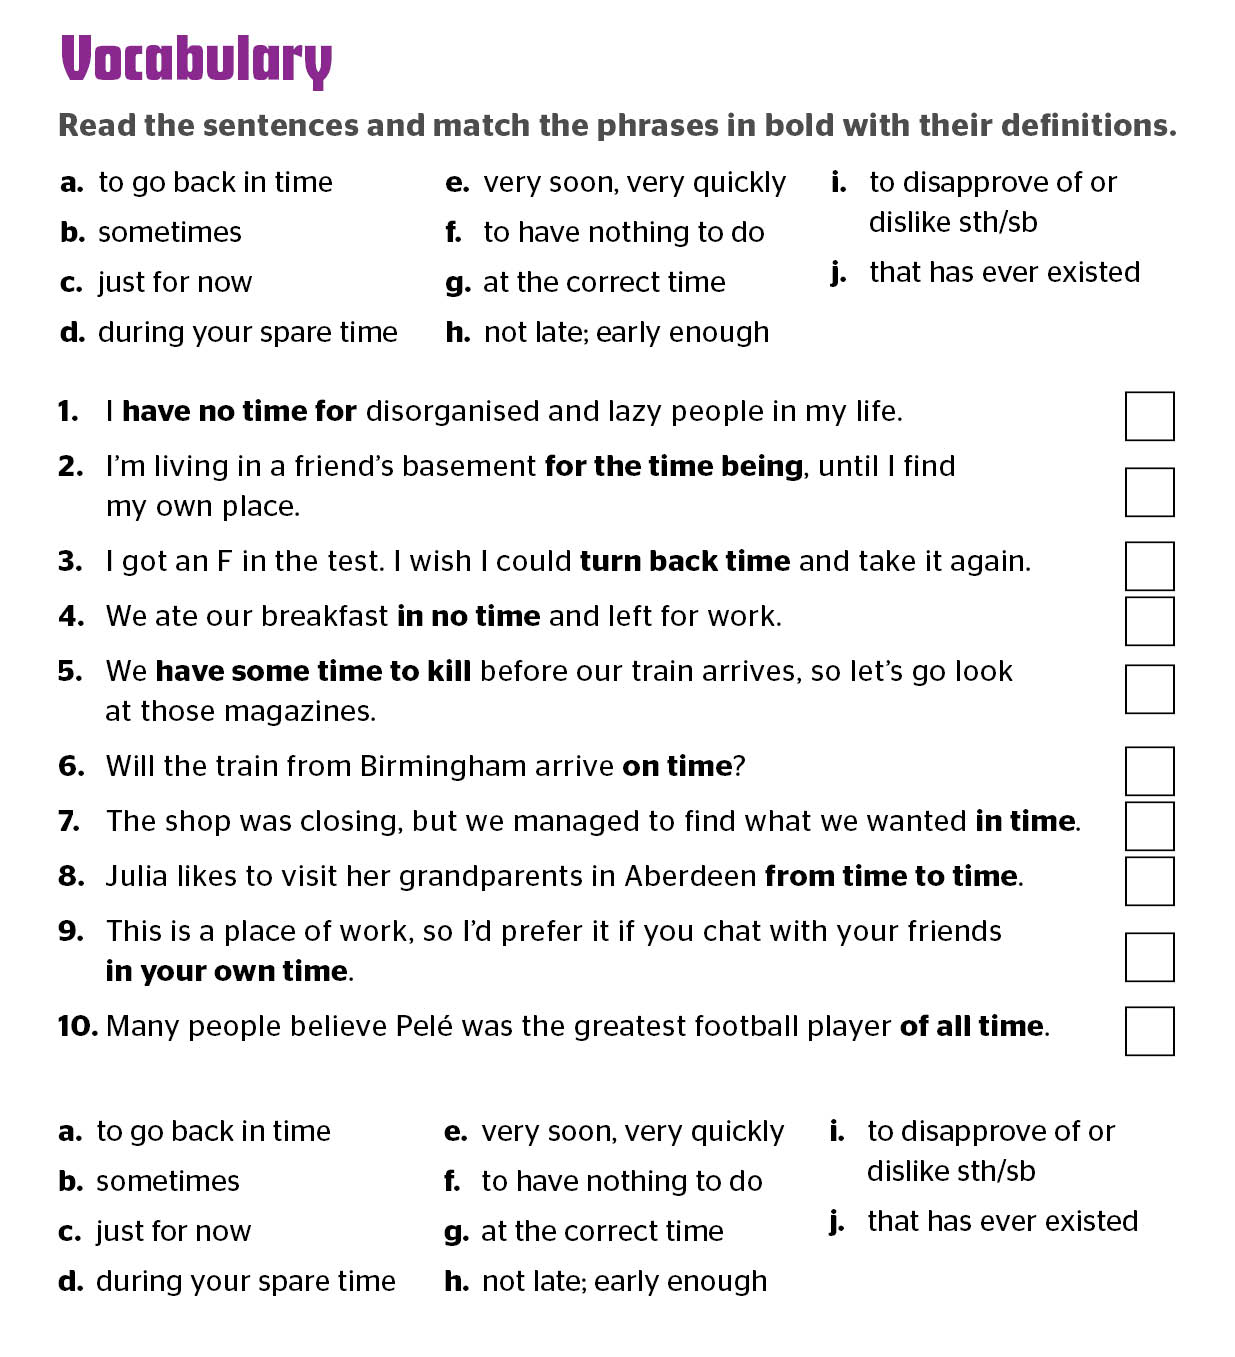 Vocabulary
Read the sentences and match the phrases in bold with their definitions.
a. to go back in time
b. sometimes
c. just for now
d. during your spare time
e. very soon, very quickly
f. to have nothing to do
g. at the correct time
h. not late; early enough
i. to disapprove of or
dislike sth/sb
j. that has ever existed
1. I have no time for disorganised and lazy people in my life.
2. I’m living in a friend’s basement for the time being, until I find
my own place.
3. I got an F in the test. I wish I could turn back time and take it again.
4. We ate our breakfast in no time and left for work.
5. We have some time to kill before our train arrives, so let’s go look
at those magazines.
6. Will the train from Birmingham arrive on time?
7. The shop was closing, but we managed to find what we wanted in time.
8. Julia likes to visit her grandparents in Aberdeen from time to time.
9. This is a place of work, so I’d prefer it if you chat with your friends
in your own time.
10. Many people believe Pelé was the greatest football player of all time.
a. to go back in time
b. sometimes
c. just for now
d. during your spare time
e. very soon, very quickly
f. to have nothing to do
g. at the correct time
h. not late; early enough
i. to disapprove of or
dislike sth/sb
j. that has ever existed